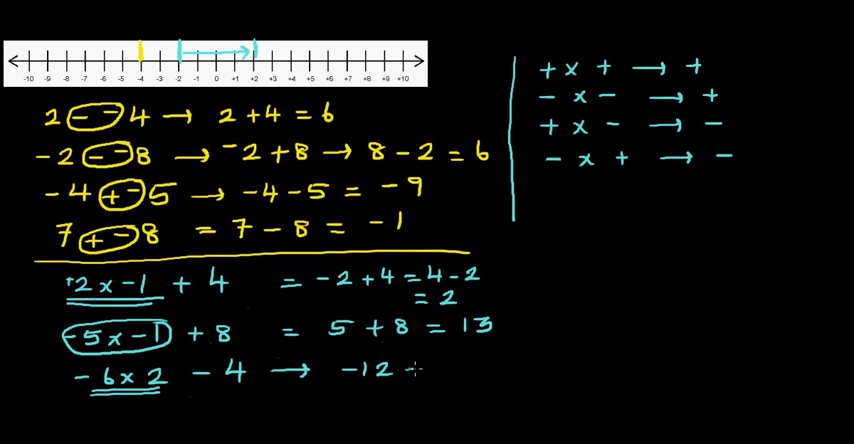 -10 -9 -8 -7 -6 -5 -4 -3 -2 -1 0 +1 +2 +3 +4 +5 +6 +7 +8 +9 +10
2 - - 4 → 2 + 4 = 6
-2 - - 8 → -2 + 8 → 8 - 2 = 6
-4 + - 5 → -4 - 5 = -9
7 + - 8 = 7 - 8 = -1
+2 x -1 + 4 = -2 + 4 = 4 - 2
= 2
-5 x -1 + 8 = 5 + 8 = 13
- 6 x 2 - 4 → -12 -
+ x + → +
- x - → +
+ x - → -
- x + → -